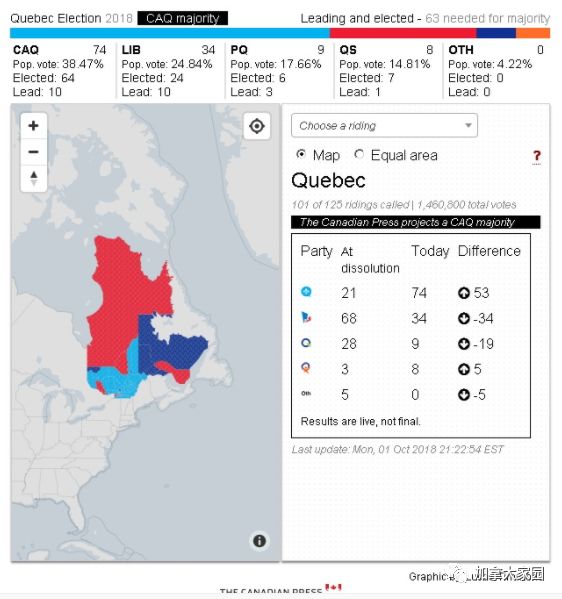 Quebec Election 2018 CAQ majority Leading and elected - 63 needed for majority
CAQ 74 LIB 34 PQ 9 QS 8 OTH 0
Pop. vote: 38.47% Pop. vote: 24.84% Pop. vote: 17.66% Pop. vote: 14.81% Pop. vote: 4.22%
Elected: 64 Elected: 24 Elected: 6 Elected: 7 Elected: 0
Lead: 10 Lead: 10 Lead: 3 Lead: 1 Lead: 0
Choose a riding
Map Equal area ?
Quebec
101 of 125 ridings called | 1,460,800 total votes
The Canadian Press projects a CAQ majority
Party At dissolution Today Difference
21 74 53
68 34 -34
28 9 -19
3 8 5
Oth 5 0 -5
Results are live, not final.
Last update: Mon, 01 Oct 2018 21:22:54 EST
Graphic by
加拿大家园
THE CANADIAN PRESS